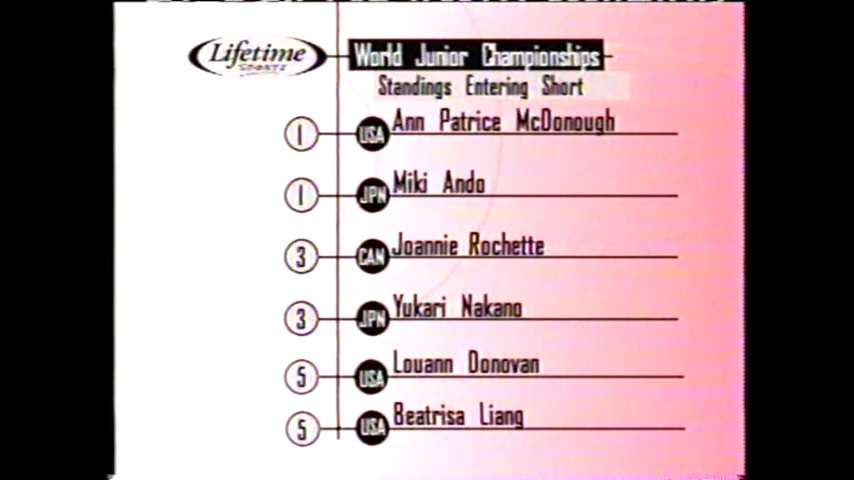 Lifetime
SPORTS
World Junior Championships
Standings Entering Short
1 USA Ann Patrice McDonough
1 JPN Miki Ando
3 CAN Joannie Rochette
3 JPN Yukari Nakano
5 USA Louann Donovan
5 USA Beatrisa Liang